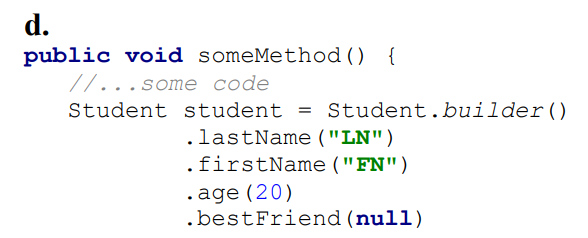 d.
public void someMethod() {
//...some code
Student student = Student.builder()
.lastName("LN")
.firstName("FN")
.age(20)
.bestFriend(null)